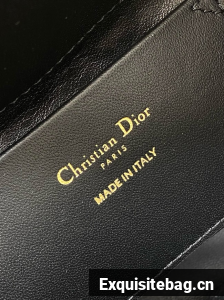 Christian Dior
PARIS
MADE IN ITALY
Exquisitebag.cn